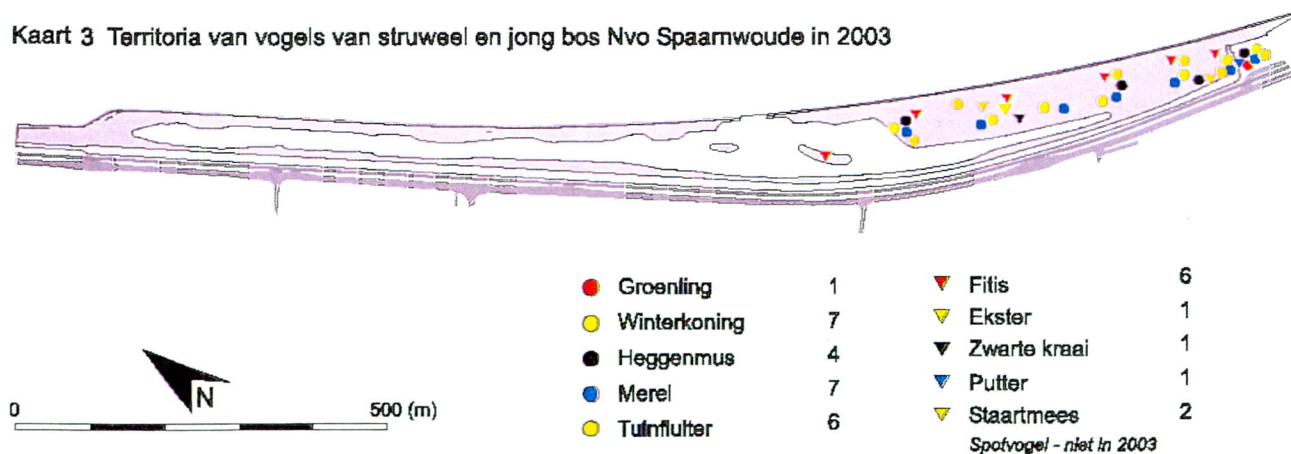 Kaart 3 Territoria van vogels van struweel en jong bos Nvo Spaarnwoude in 2003
Groenling 1
Winterkoning 7
Heggenmus 4
Merel 7
Tuinfluiter 6
Fitis 6
Ekster 1
Zwarte kraai 1
Putter 1
Staartmees 2
Spotvogel - niet in 2003
N
0 500 (m)